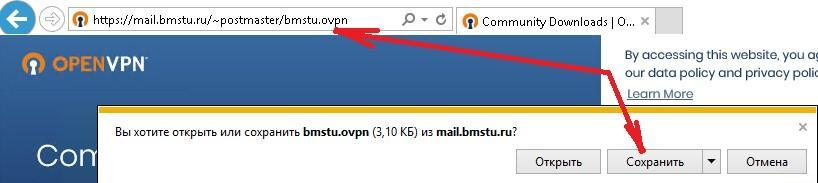 https://mail.bmstu.ru/~postmaster/bmstu.ovpn
Community Downloads | O...
OPENVPN
By accessing this website, you
our data policy and privacy
Learn More
Com
Вы хотите открыть или сохранить bmstu.ovpn (3,10 КБ) из mail.bmstu.ru?
Открыть
Сохранить
Отмена